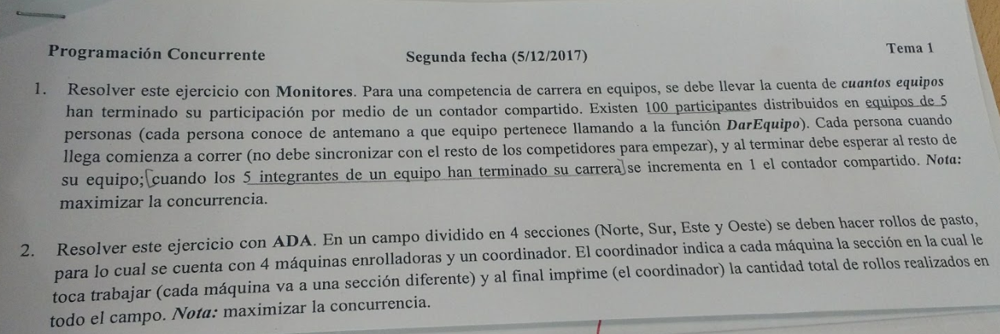 Programación Concurrente Segunda fecha (5/12/2017) Tema 1
1. Resolver este ejercicio con Monitores. Para una competencia de carrera en equipos, se debe llevar la cuenta de cuantos equipos
han terminado su participación por medio de un contador compartido. Existen 100 participantes distribuidos en equipos de 5
personas (cada persona conoce de antemano a que equipo pertenece llamando a la función DarEquipo). Cada persona cuando
llega comienza a correr (no debe sincronizar con el resto de los competidores para empezar), y al terminar debe esperar al resto de
su equipo; cuando los 5 integrantes de un equipo han terminado su carrera se incrementa en 1 el contador compartido. Nota:
maximizar la concurrencia.
2. Resolver este ejercicio con ADA. En un campo dividido en 4 secciones (Norte, Sur, Este y Oeste) se deben hacer rollos de pasto,
para lo cual se cuenta con 4 máquinas enrolladoras y un coordinador. El coordinador indica a cada máquina la sección en la cual le
toca trabajar (cada máquina va a una sección diferente) y al final imprime (el coordinador) la cantidad total de rollos realizados en
todo el campo. Nota: maximizar la concurrencia.